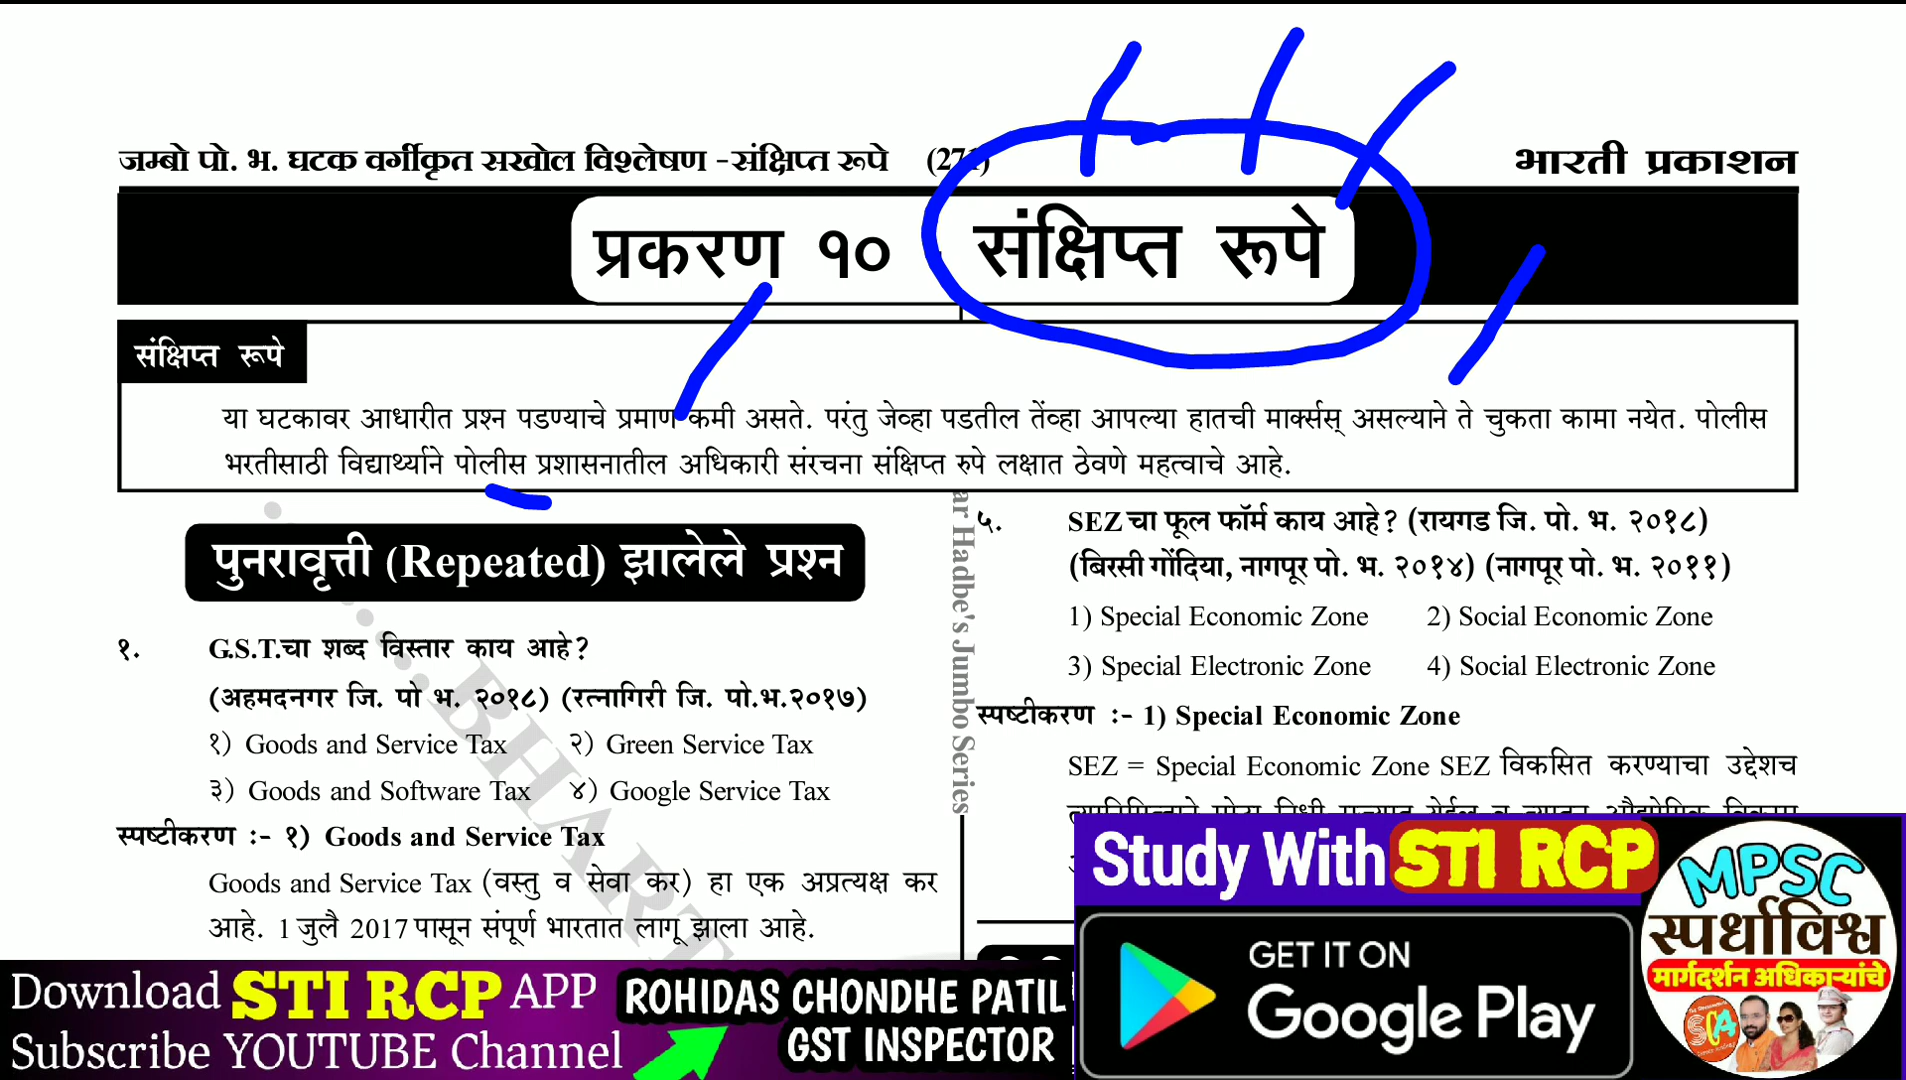 जम्बो पो. भ. घटक वर्गीकृत सखोल विश्लेषण -संक्षिप्त रूपे (271) भारती प्रकाशन
प्रकरण १० संक्षिप्त रूपे
संक्षिप्त रूपे
या घटकावर आधारीत प्रश्न पडण्याचे प्रमाण कमी असते. परंतु जेव्हा पडतील तेंव्हा आपल्या हातची मार्क्सस् असल्याने ते चुकता कामा नयेत. पोलीस
भरतीसाठी विद्यार्थ्याने पोलीस प्रशासनातील अधिकारी संरचना संक्षिप्त रुपे लक्षात ठेवणे महत्वाचे आहे.
पुनरावृत्ती (Repeated) झालेले प्रश्न
१. G.S.T.चा शब्द विस्तार काय आहे?
(अहमदनगर जि. पो भ. २०१८) (रत्नागिरी जि. पो.भ.२०१७)
१) Goods and Service Tax २) Green Service Tax
३) Goods and Software Tax ४) Google Service Tax
स्पष्टीकरण :- १) Goods and Service Tax
Goods and Service Tax (वस्तु व सेवा कर) हा एक अप्रत्यक्ष कर
आहे. 1 जुलै 2017 पासून संपूर्ण भारतात लागू झाला आहे.
ar Hadbe's Jumbo Series
५. SEZ चा फूल फॉर्म काय आहे? (रायगड जि. पो. भ. २०१८)
(बिरसी गोंदिया, नागपूर पो. भ. २०१४) (नागपूर पो. भ. २०११)
1) Special Economic Zone 2) Social Economic Zone
3) Special Electronic Zone 4) Social Electronic Zone
स्पष्टीकरण :- 1) Special Economic Zone
SEZ = Special Economic Zone SEZ विकसित करण्याचा उद्देशच
BHART
Study With STI RCP
GET IT ON
Google Play
MPSC
स्पर्धाविश्व
मार्गदर्शन अधिकाऱ्यांचे
Download STI RCP APP
Subscribe YOUTUBE Channel
ROHIDAS CHONDHE PATIL
GST INSPECTOR